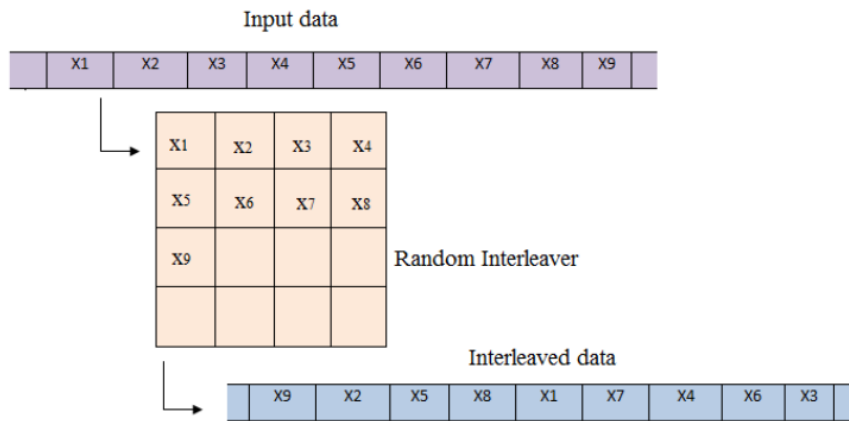 Input data
X1 X2 X3 X4 X5 X6 X7 X8 X9
X1 X2 X3 X4
X5 X6 X7 X8
X9
Random Interleaver
Interleaved data
X9 X2 X5 X8 X1 X7 X4 X6 X3